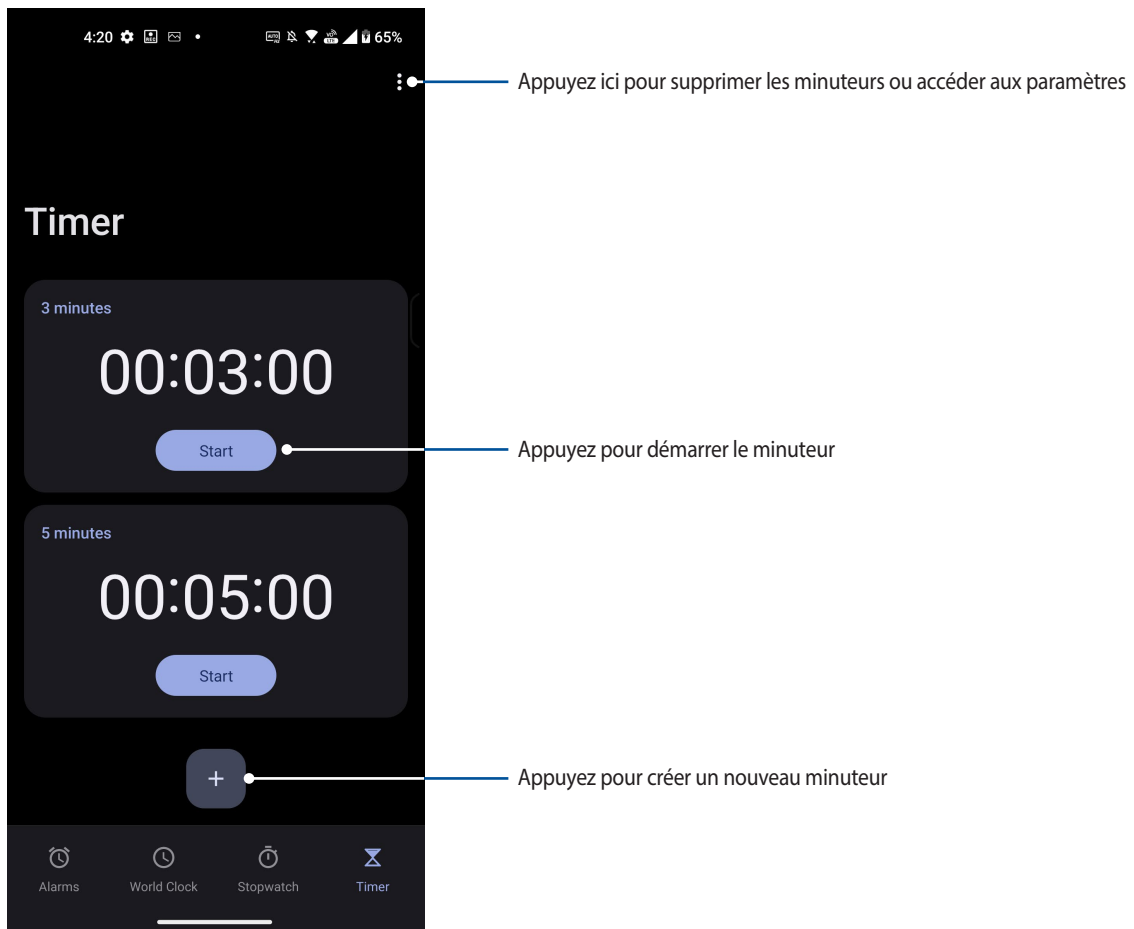 4:20
65%
Appuyez ici pour supprimer les minuteurs ou accéder aux paramètres
Timer
3 minutes
00:03:00
Start
Appuyez pour démarrer le minuteur
5 minutes
00:05:00
Start
+
Appuyez pour créer un nouveau minuteur
Alarms World Clock Stopwatch Timer